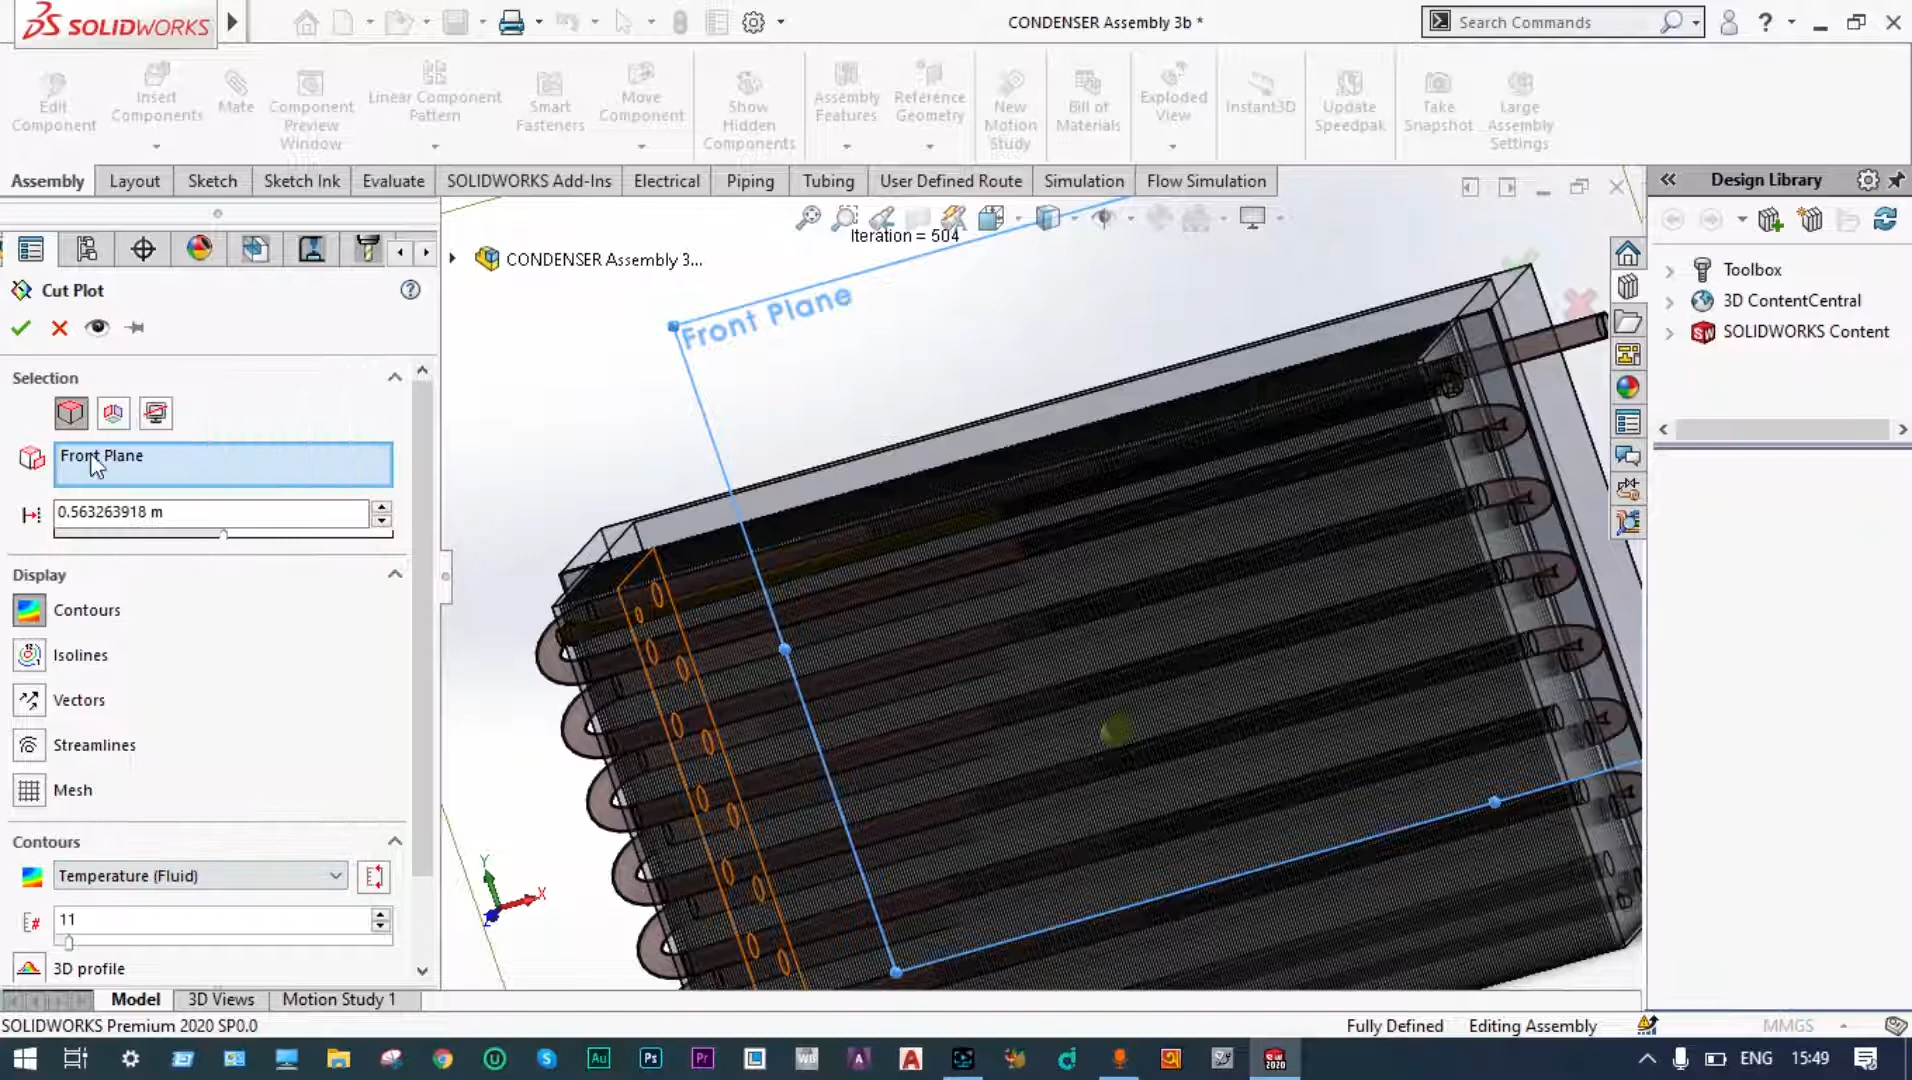 SOLIDWORKS
CONDENSER Assembly 3b *
Search Commands
Edit
Component
Insert
Components
Mate
Component
Preview
Window
Linear Component
Pattern
Smart
Fasteners
Move
Component
Show
Hidden
Components
Assembly
Features
Reference
Geometry
New
Motion
Study
Bill of
Materials
Exploded
View
Instant3D
Update
Speedpak
Take
Snapshot
Large
Assembly
Settings
Assembly
Layout
Sketch
Sketch Ink
Evaluate
SOLIDWORKS Add-Ins
Electrical
Piping
Tubing
User Defined Route
Simulation
Flow Simulation
Design Library
Iteration = 504
CONDENSER Assembly 3...
Toolbox
3D ContentCentral
SOLIDWORKS Content
Cut Plot
Selection
Front Plane
0.563263918 m
Display
Contours
Isolines
Vectors
Streamlines
Mesh
Contours
Temperature (Fluid)
11
3D profile
Front Plane
Y
X
Model
3D Views
Motion Study 1
SOLIDWORKS Premium 2020 SP0.0
Fully Defined
Editing Assembly
MMGS
ENG
15:49